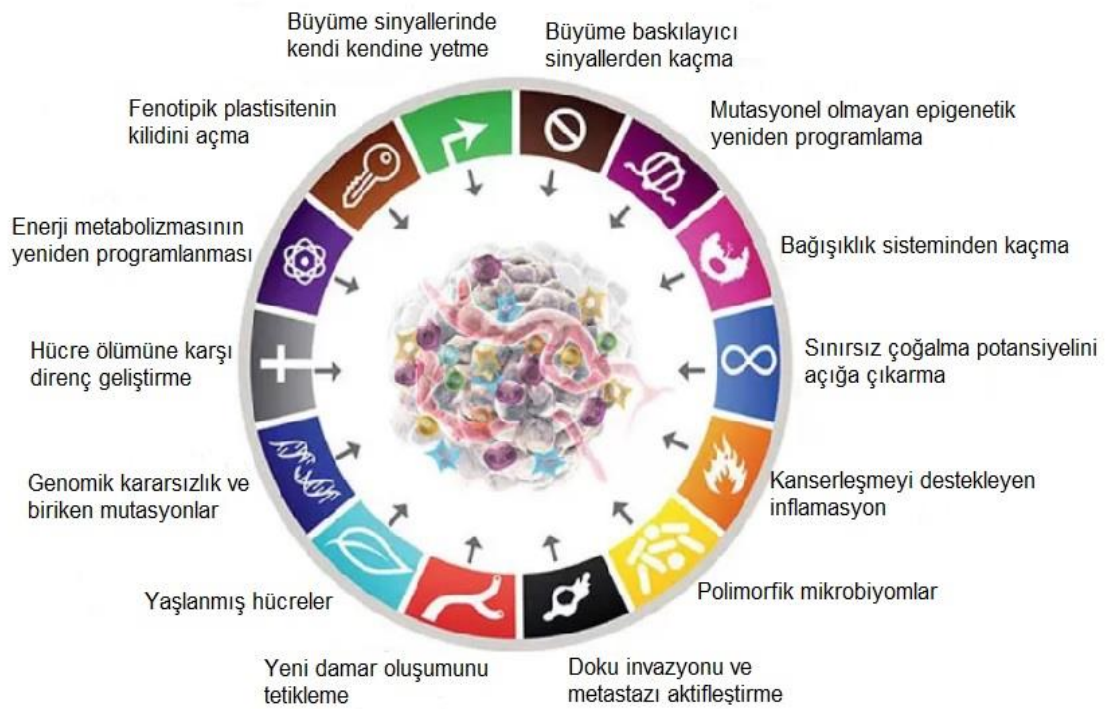 Büyüme sinyallerinde
kendi kendine yetme
Büyüme baskılayıcı
sinyallerden kaçma
Mutasyonel olmayan epigenetik
yeniden programlama
Bağışıklık sisteminden kaçma
Sınırsız çoğalma potansiyelini
açığa çıkarma
Kanserleşmeyi destekleyen
inflamasyon
Polimorfik mikrobiyomlar
Doku invazyonu ve
metastazı aktifleştirme
Yeni damar oluşumunu
tetikleme
Yaşlanmış hücreler
Genomik kararsızlık ve
biriken mutasyonlar
Hücre ölümüne karşı
direnç geliştirme
Enerji metabolizmasının
yeniden programlanması
Fenotipik plastisitenin
kilidini açma